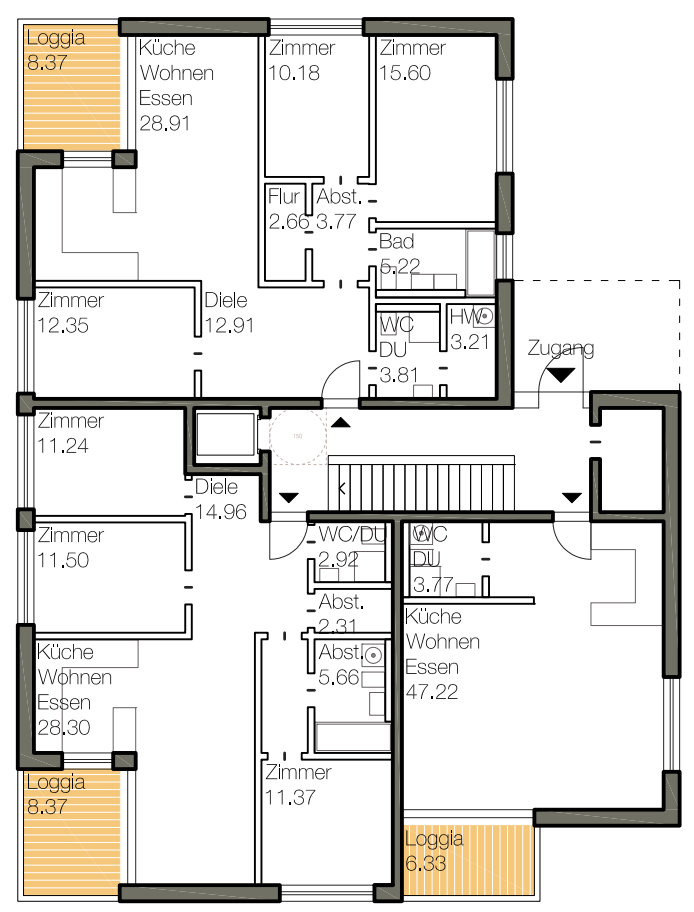 Loggia
8.37
Küche
Wohnen
Essen
28.91
Zimmer
10.18
Zimmer
15.60
Flur
2.66
Abst.
3.77
Bad
5.22
Zimmer
12.35
Diele
12.91
WC
DU
3.81
HW
3.21
Zugang
Zimmer
11.24
150
Diele
14.96
Zimmer
11.50
WC/DU
2.92
WC
DU
3.77
Abst.
2.31
Küche
Wohnen
Essen
47.22
Küche
Wohnen
Essen
28.30
Abst.
5.66
Loggia
8.37
Zimmer
11.37
Loggia
6.33